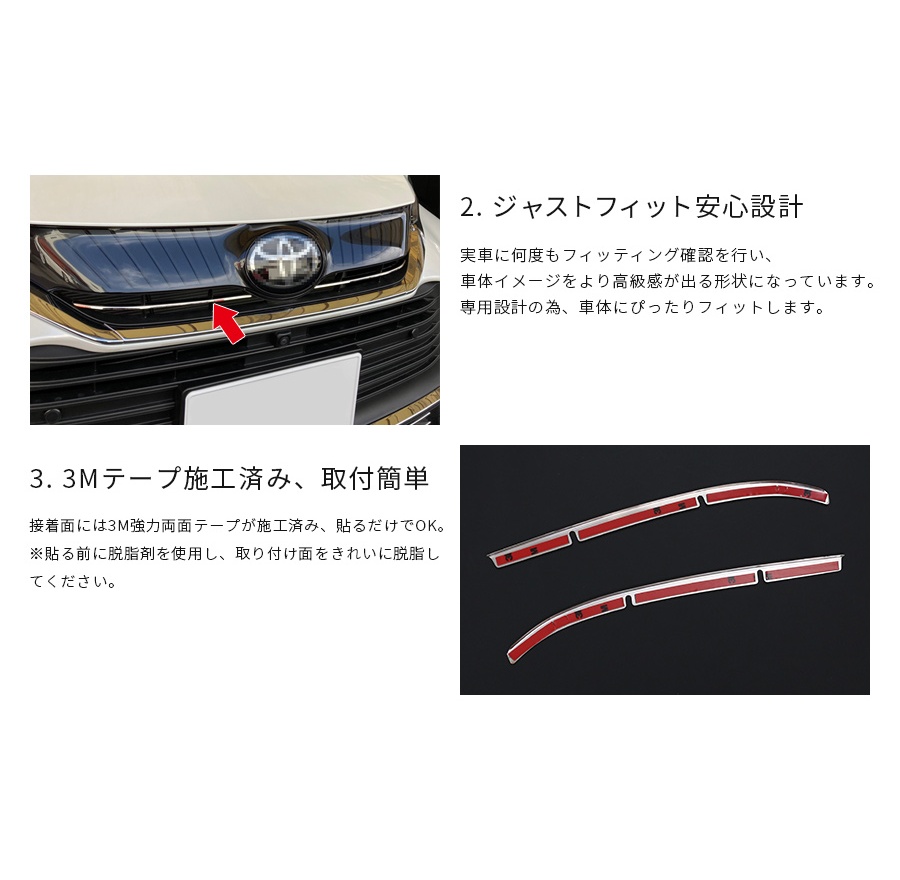 2. ジャストフィット安心設計
実車に何度もフィッティング確認を行い、
車体イメージをより高級感が出る形状になっています。
専用設計の為、車体にぴったりフィットします。
3. 3Mテープ施工済み、取付簡単
接着面には3M強力両面テープが施工済み、貼るだけでOK。
※貼る前に脱脂剤を使用し、取り付け面をきれいに脱脂し
てください。